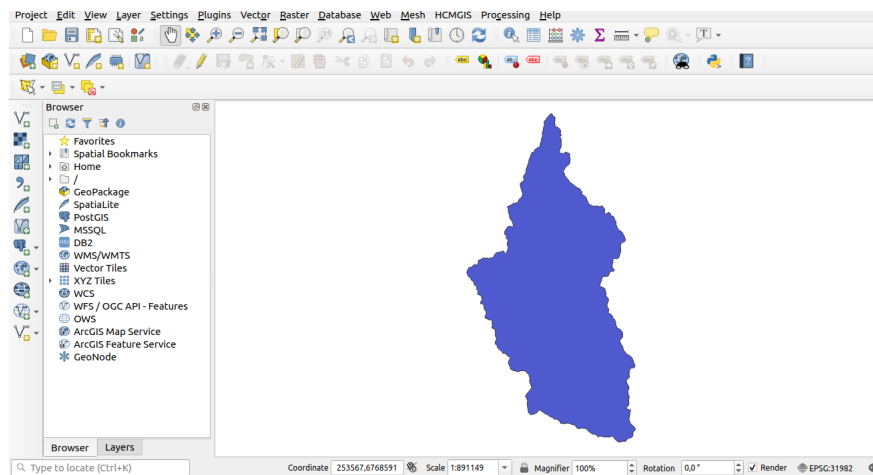 Project Edit View Layer Settings Plugins Vector Raster Database Web Mesh HCMGIS Processing Help
Browser
Favorites
Spatial Bookmarks
Home
/
GeoPackage
SpatiaLite
PostGIS
MSSQL
DB2
WMS/WMTS
Vector Tiles
XYZ Tiles
WCS
WFS / OGC API - Features
OWS
ArcGIS Map Service
ArcGIS Feature Service
GeoNode
Browser Layers
Type to locate (Ctrl+K) Coordinate 253567,6768591 Scale 1:891149 Magnifier 100% Rotation 0,0 ° Render EPSG:31982